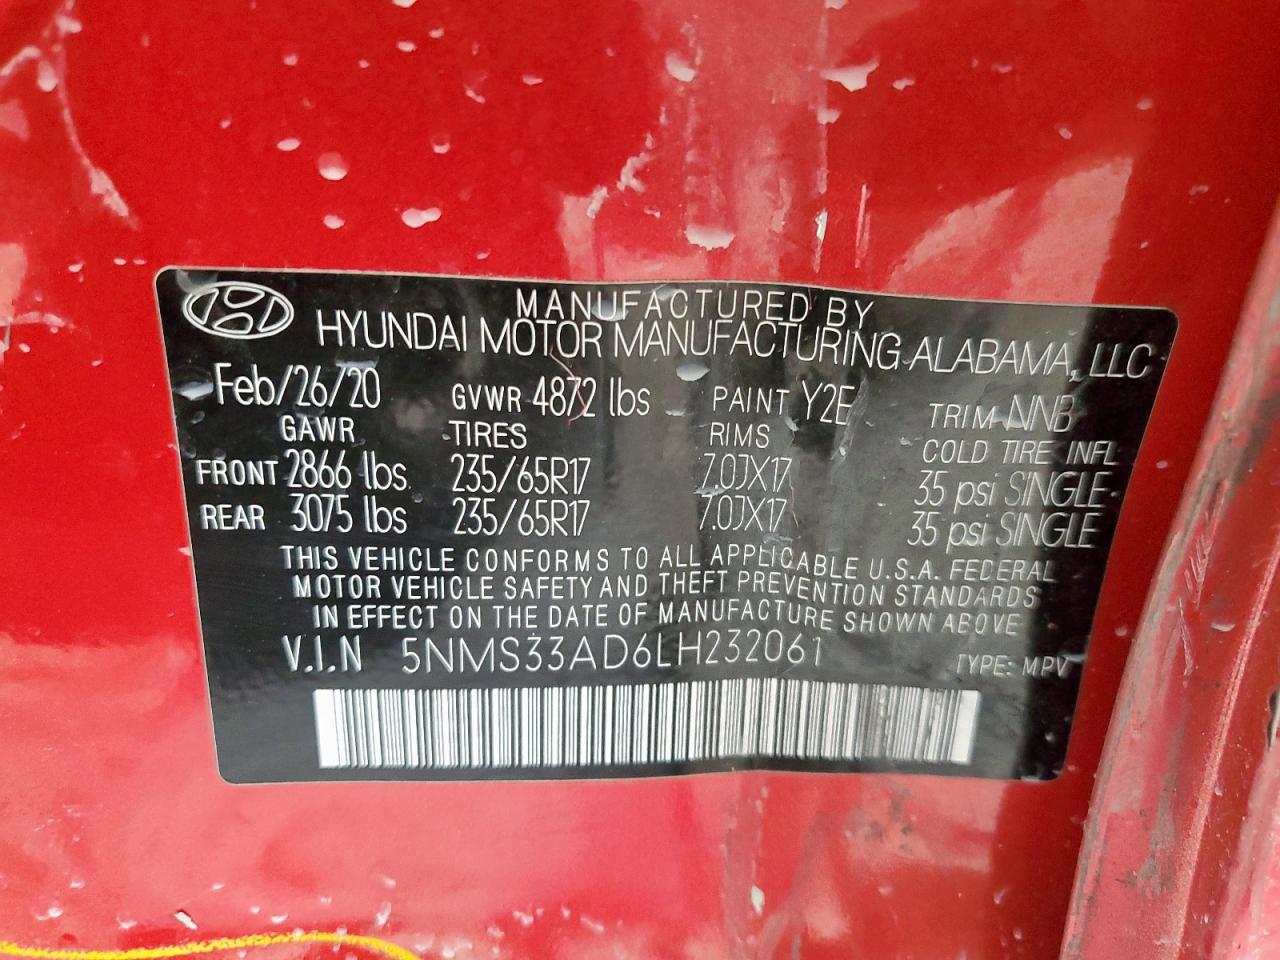 MANUFACTURED BY
HYUNDAI MOTOR MANUFACTURING ALABAMA, LLC
Feb/26/20 GVWR 4872 lbs PAINT Y2E TRIM NNB
GAWR TIRES RIMS COLD TIRE INFL
FRONT 2866 lbs. 235/65R17 7.0JX17 35 psi SINGLE
REAR 3075 lbs 235/65R17 7.0JX17 35 psi SINGLE
THIS VEHICLE CONFORMS TO ALL APPLICABLE U.S.A. FEDERAL
MOTOR VEHICLE SAFETY AND THEFT PREVENTION STANDARDS
IN EFFECT ON THE DATE OF MANUFACTURE SHOWN ABOVE
V.I.N 5NMS33AD6LH232061 TYPE: MPV